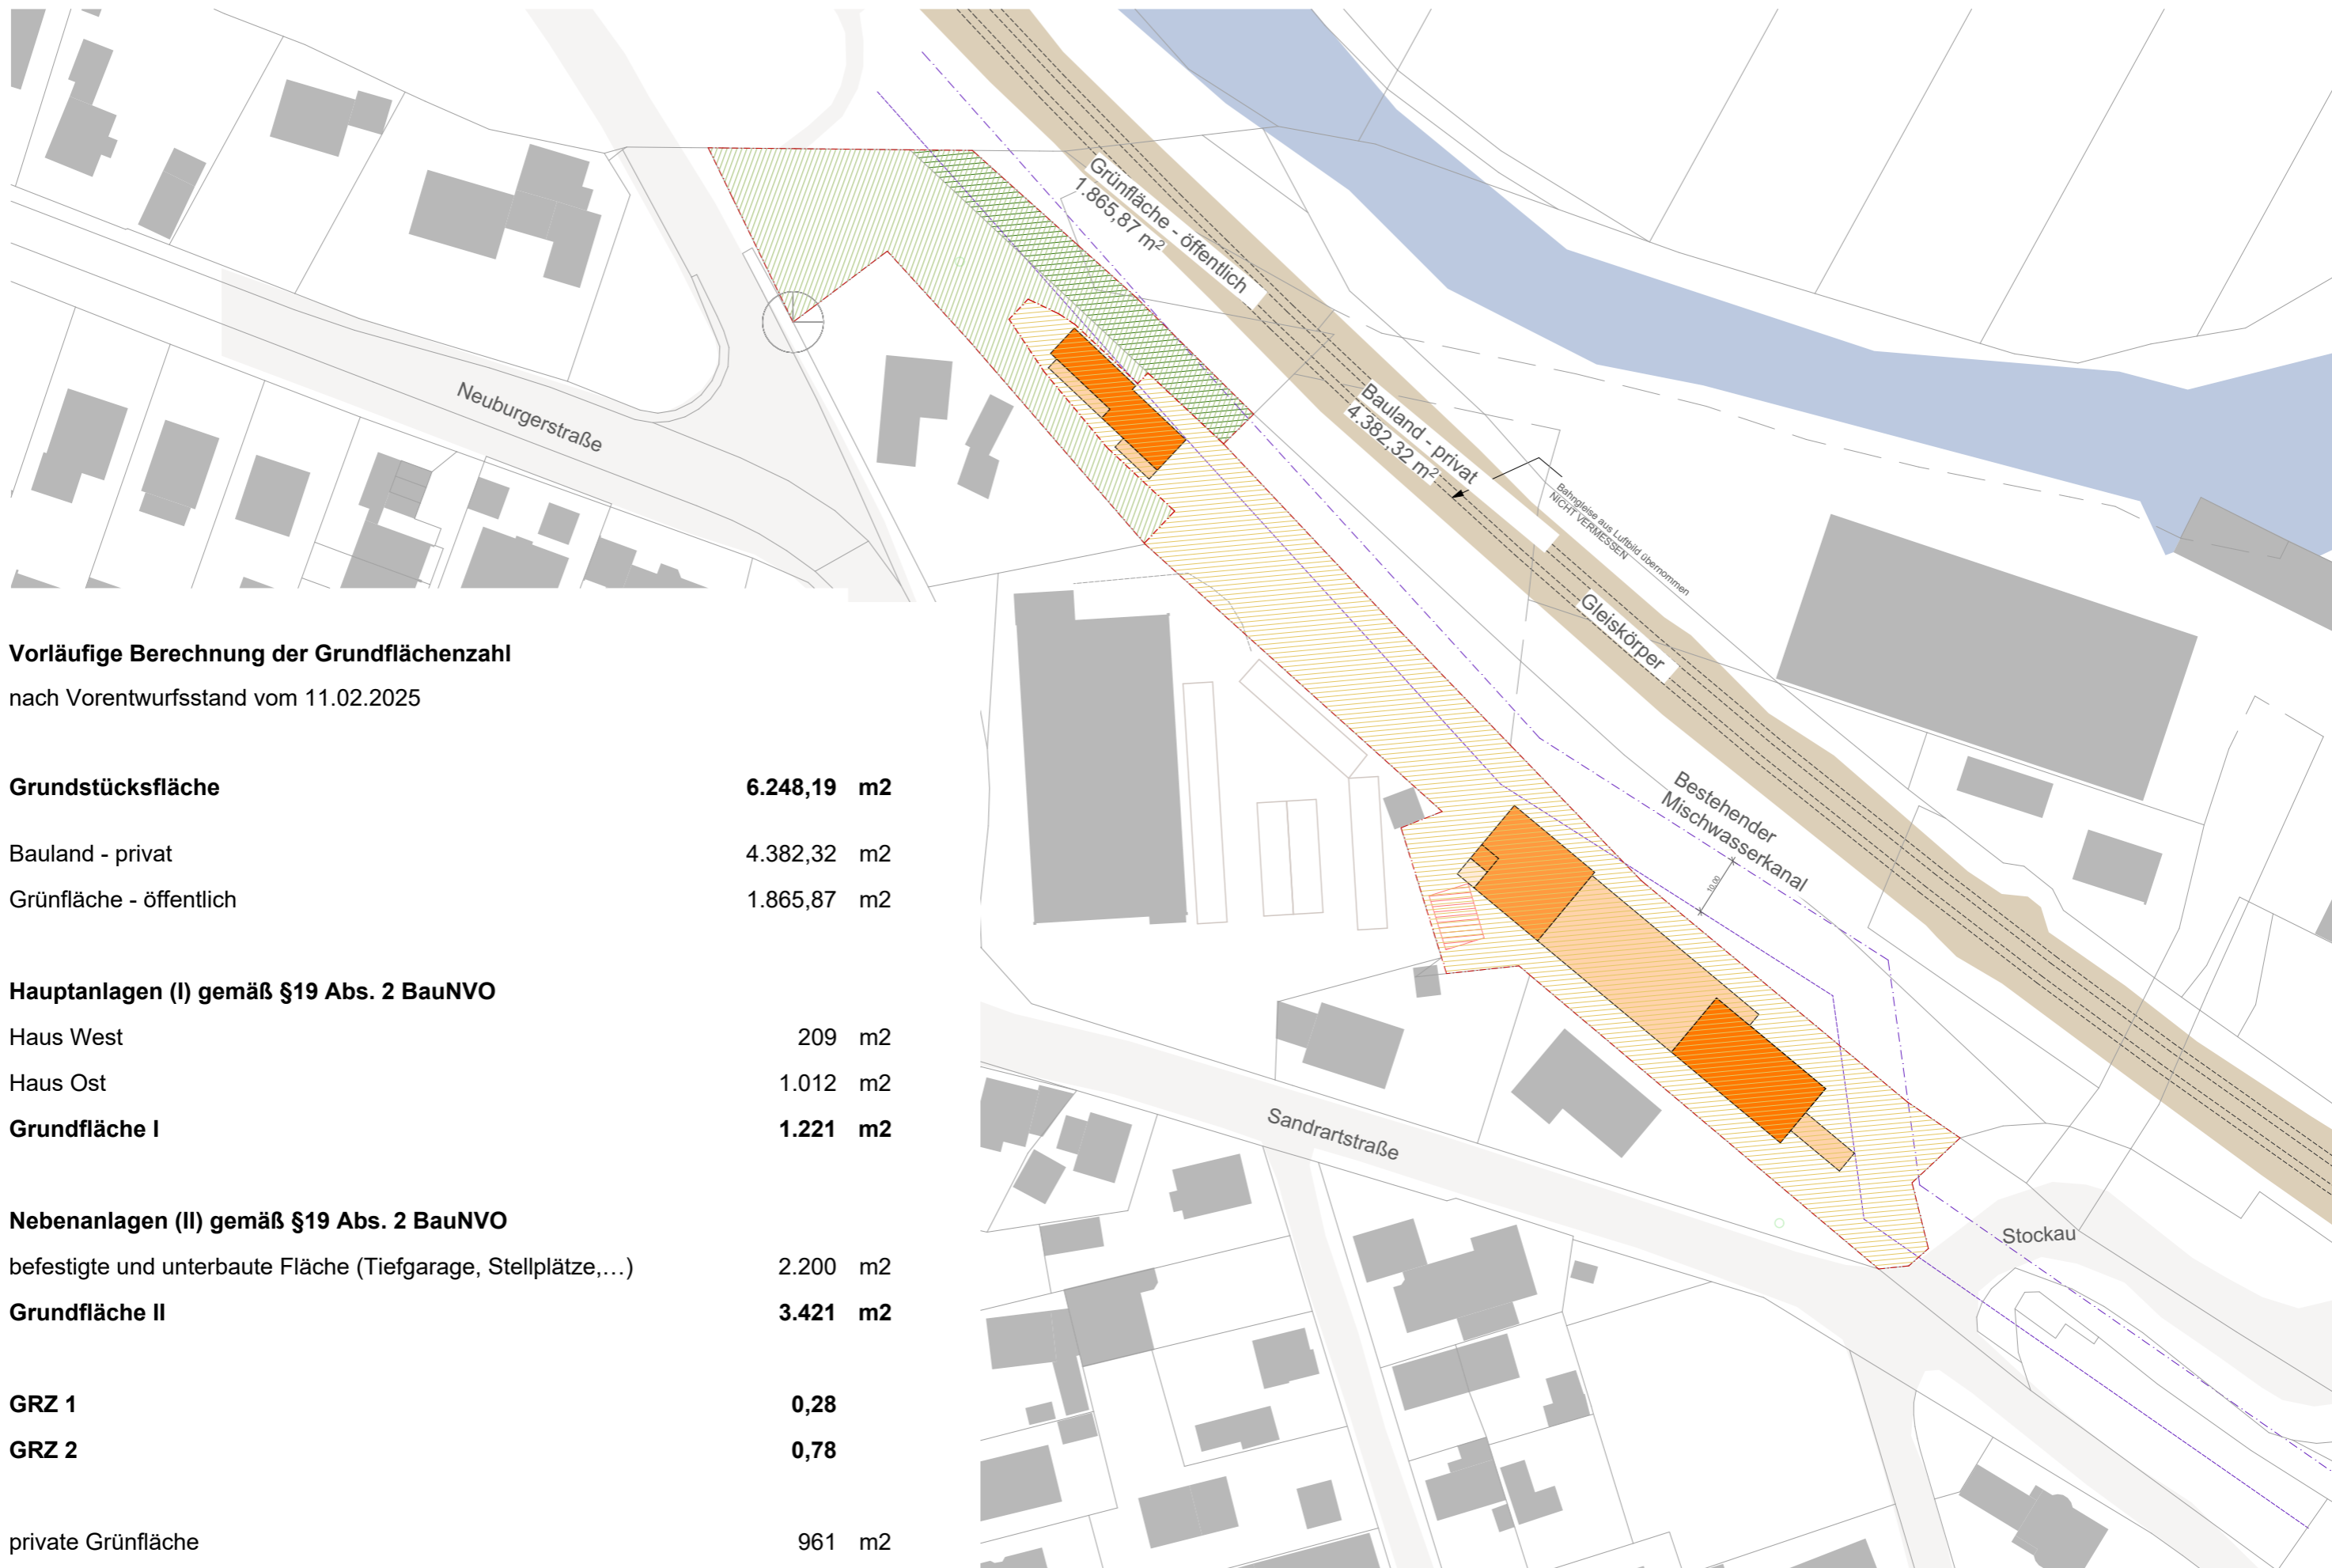 Grünfläche - öffentlich
1.865,87 m²
Neuburgerstraße
Bauland - privat
4.382,32 m²
Bahngleise aus Luftbild übernommen
NICHT VERMESSEN
Gleiskörper
Bestehender
Mischwasserkanal
10,00
Sandrartstraße
Stockau
Vorläufige Berechnung der Grundflächenzahl
nach Vorentwurfsstand vom 11.02.2025
Grundstücksfläche 6.248,19 m2
Bauland - privat 4.382,32 m2
Grünfläche - öffentlich 1.865,87 m2
Hauptanlagen (I) gemäß §19 Abs. 2 BauNVO
Haus West 209 m2
Haus Ost 1.012 m2
Grundfläche I 1.221 m2
Nebenanlagen (II) gemäß §19 Abs. 2 BauNVO
befestigte und unterbaute Fläche (Tiefgarage, Stellplätze,…) 2.200 m2
Grundfläche II 3.421 m2
GRZ 1 0,28
GRZ 2 0,78
private Grünfläche 961 m2